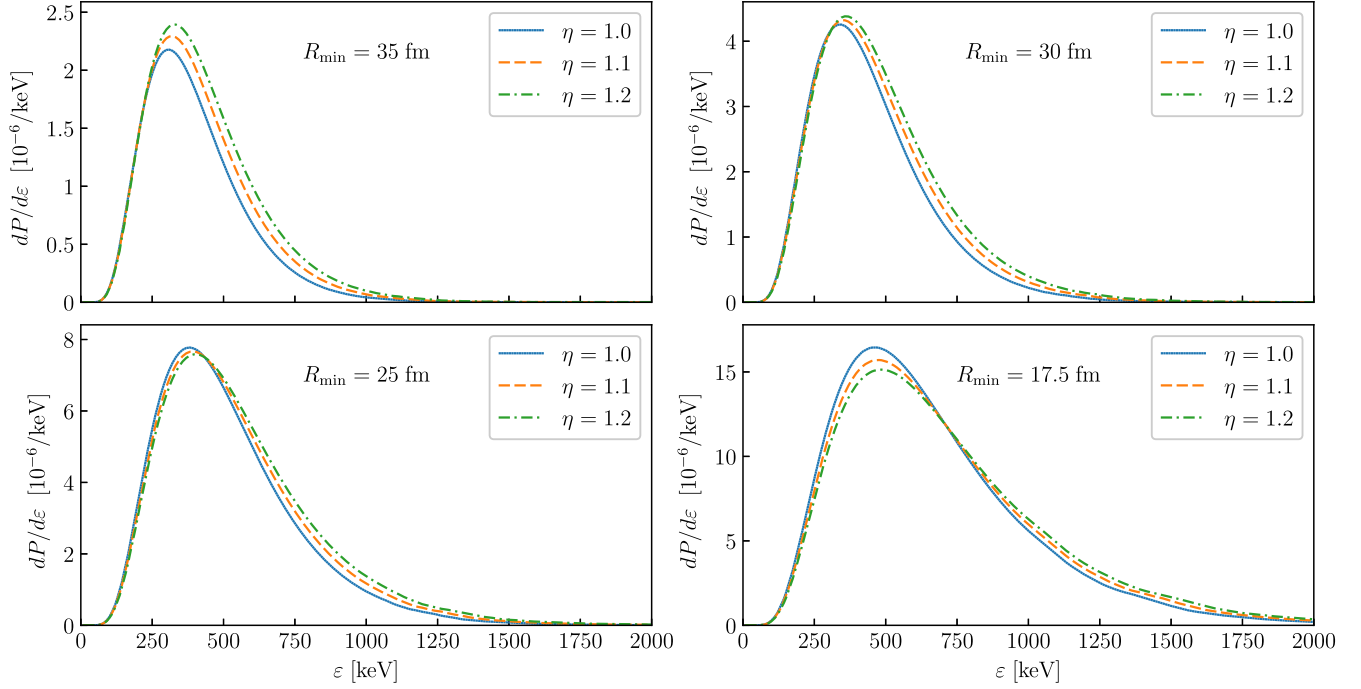 dP/dε [10⁻⁶/keV]
2.5
2
1.5
1
0.5
0
R_min = 35 fm
η = 1.0
η = 1.1
η = 1.2
dP/dε [10⁻⁶/keV]
4
3
2
1
0
R_min = 30 fm
η = 1.0
η = 1.1
η = 1.2
dP/dε [10⁻⁶/keV]
8
6
4
2
0
R_min = 25 fm
η = 1.0
η = 1.1
η = 1.2
0 250 500 750 1000 1250 1500 1750 2000
ε [keV]
dP/dε [10⁻⁶/keV]
15
10
5
0
R_min = 17.5 fm
η = 1.0
η = 1.1
η = 1.2
0 250 500 750 1000 1250 1500 1750 2000
ε [keV]